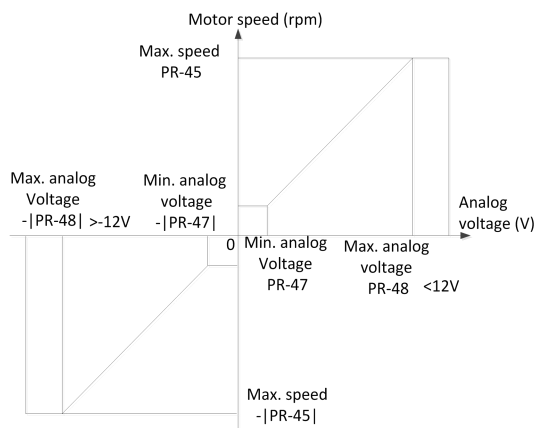 Motor speed (rpm)
Max. speed
PR-45
Max. analog
Voltage
-|PR-48| >-12V
Min. analog
voltage
-|PR-47|
Analog
voltage (V)
0
Min. analog
Voltage
PR-47
Max. analog
voltage
PR-48 <12V
Max. speed
-|PR-45|